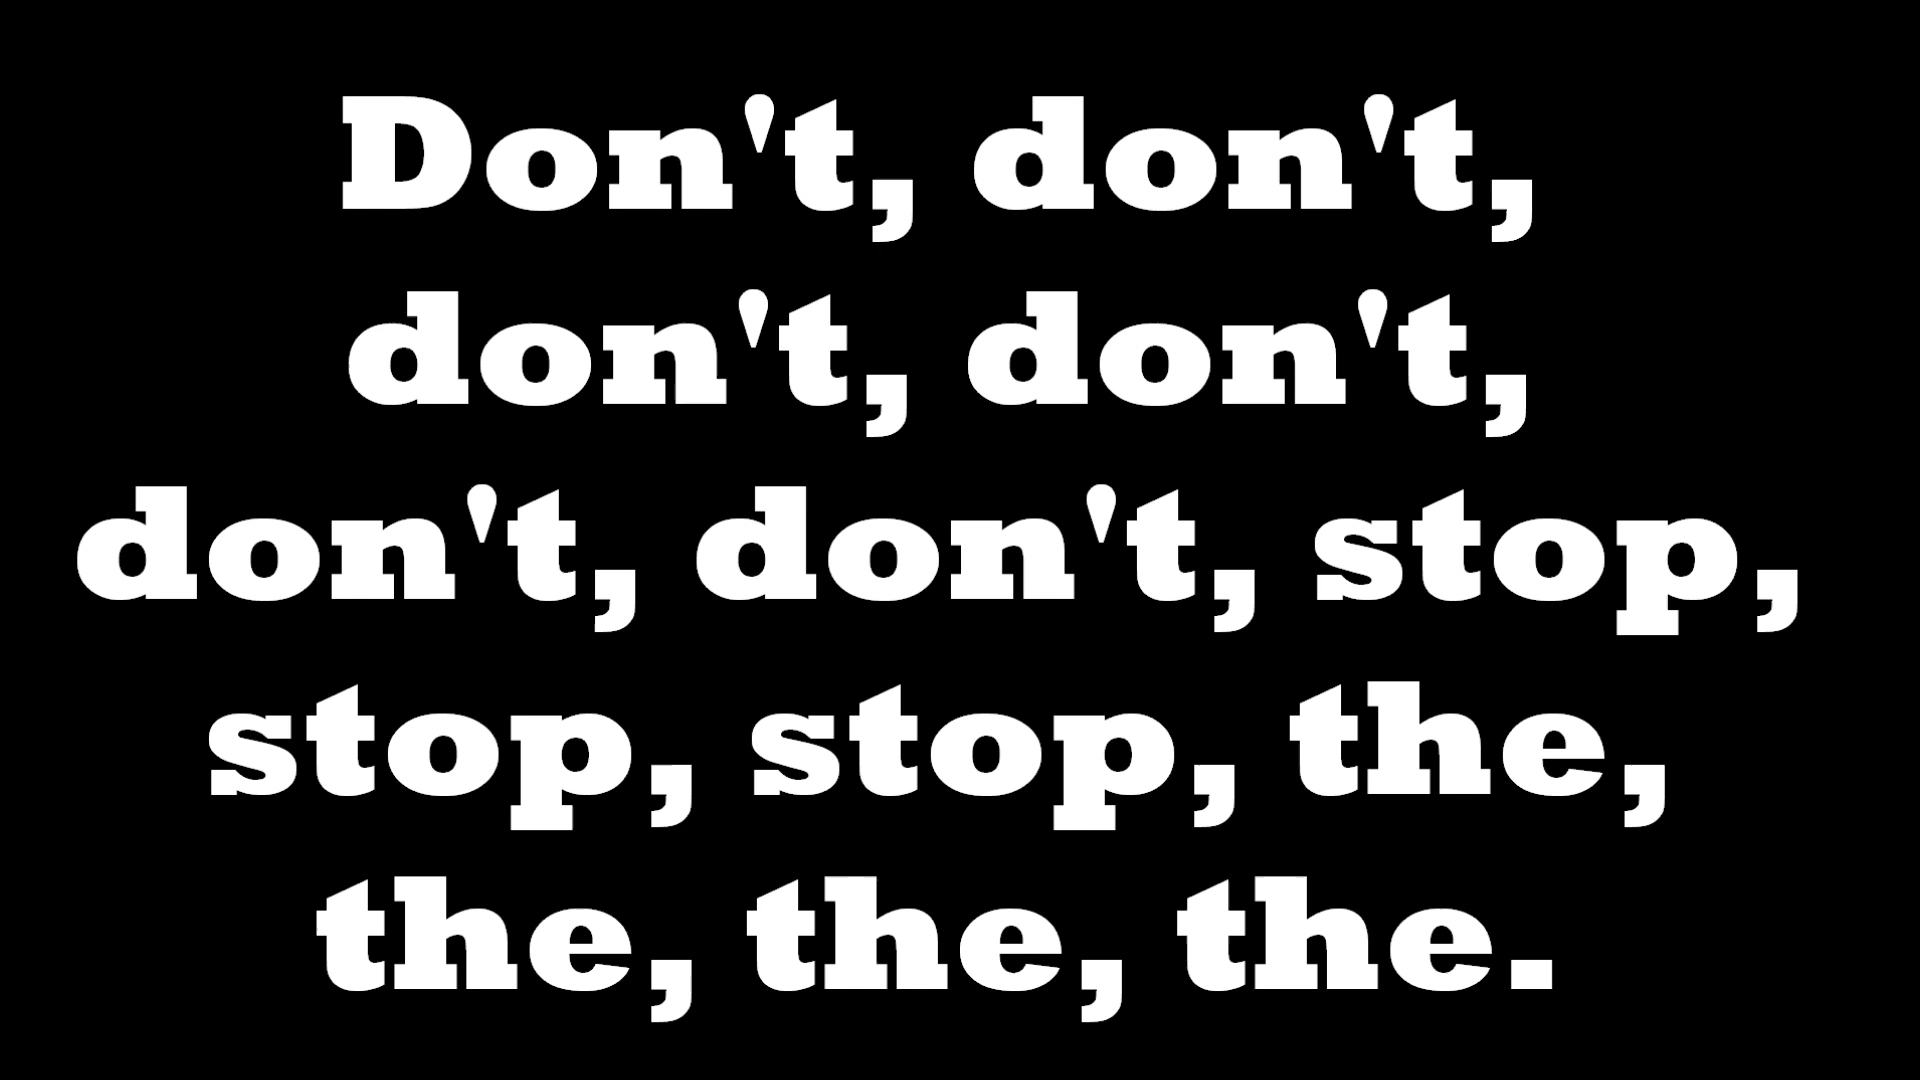 Don't, don't,
don't, don't,
don't, don't, stop,
stop, stop, the,
the, the, the.